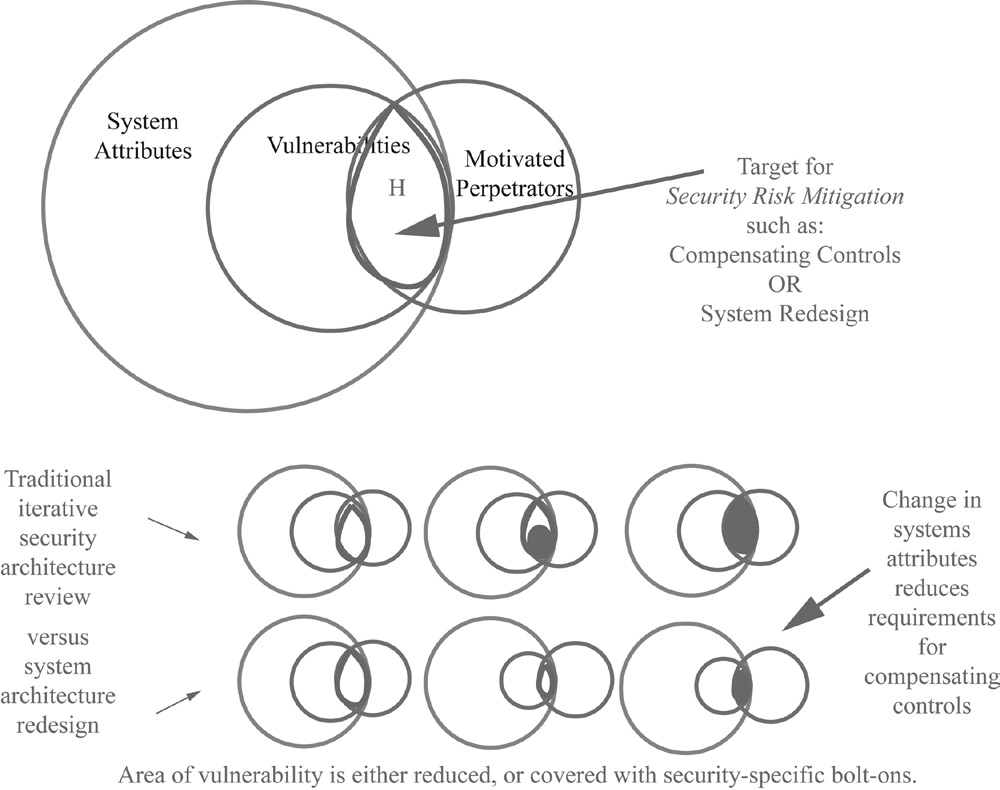 System
Attributes
Vulnerabilities
H
Motivated
Perpetrators
Target for
Security Risk Mitigation
such as:
Compensating Controls
OR
System Redesign
Traditional
iterative
security
architecture
review
versus
system
architecture
redesign
Change in
systems
attributes
reduces
requirements
for
compensating
controls
Area of vulnerability is either reduced, or covered with security-specific bolt-ons.